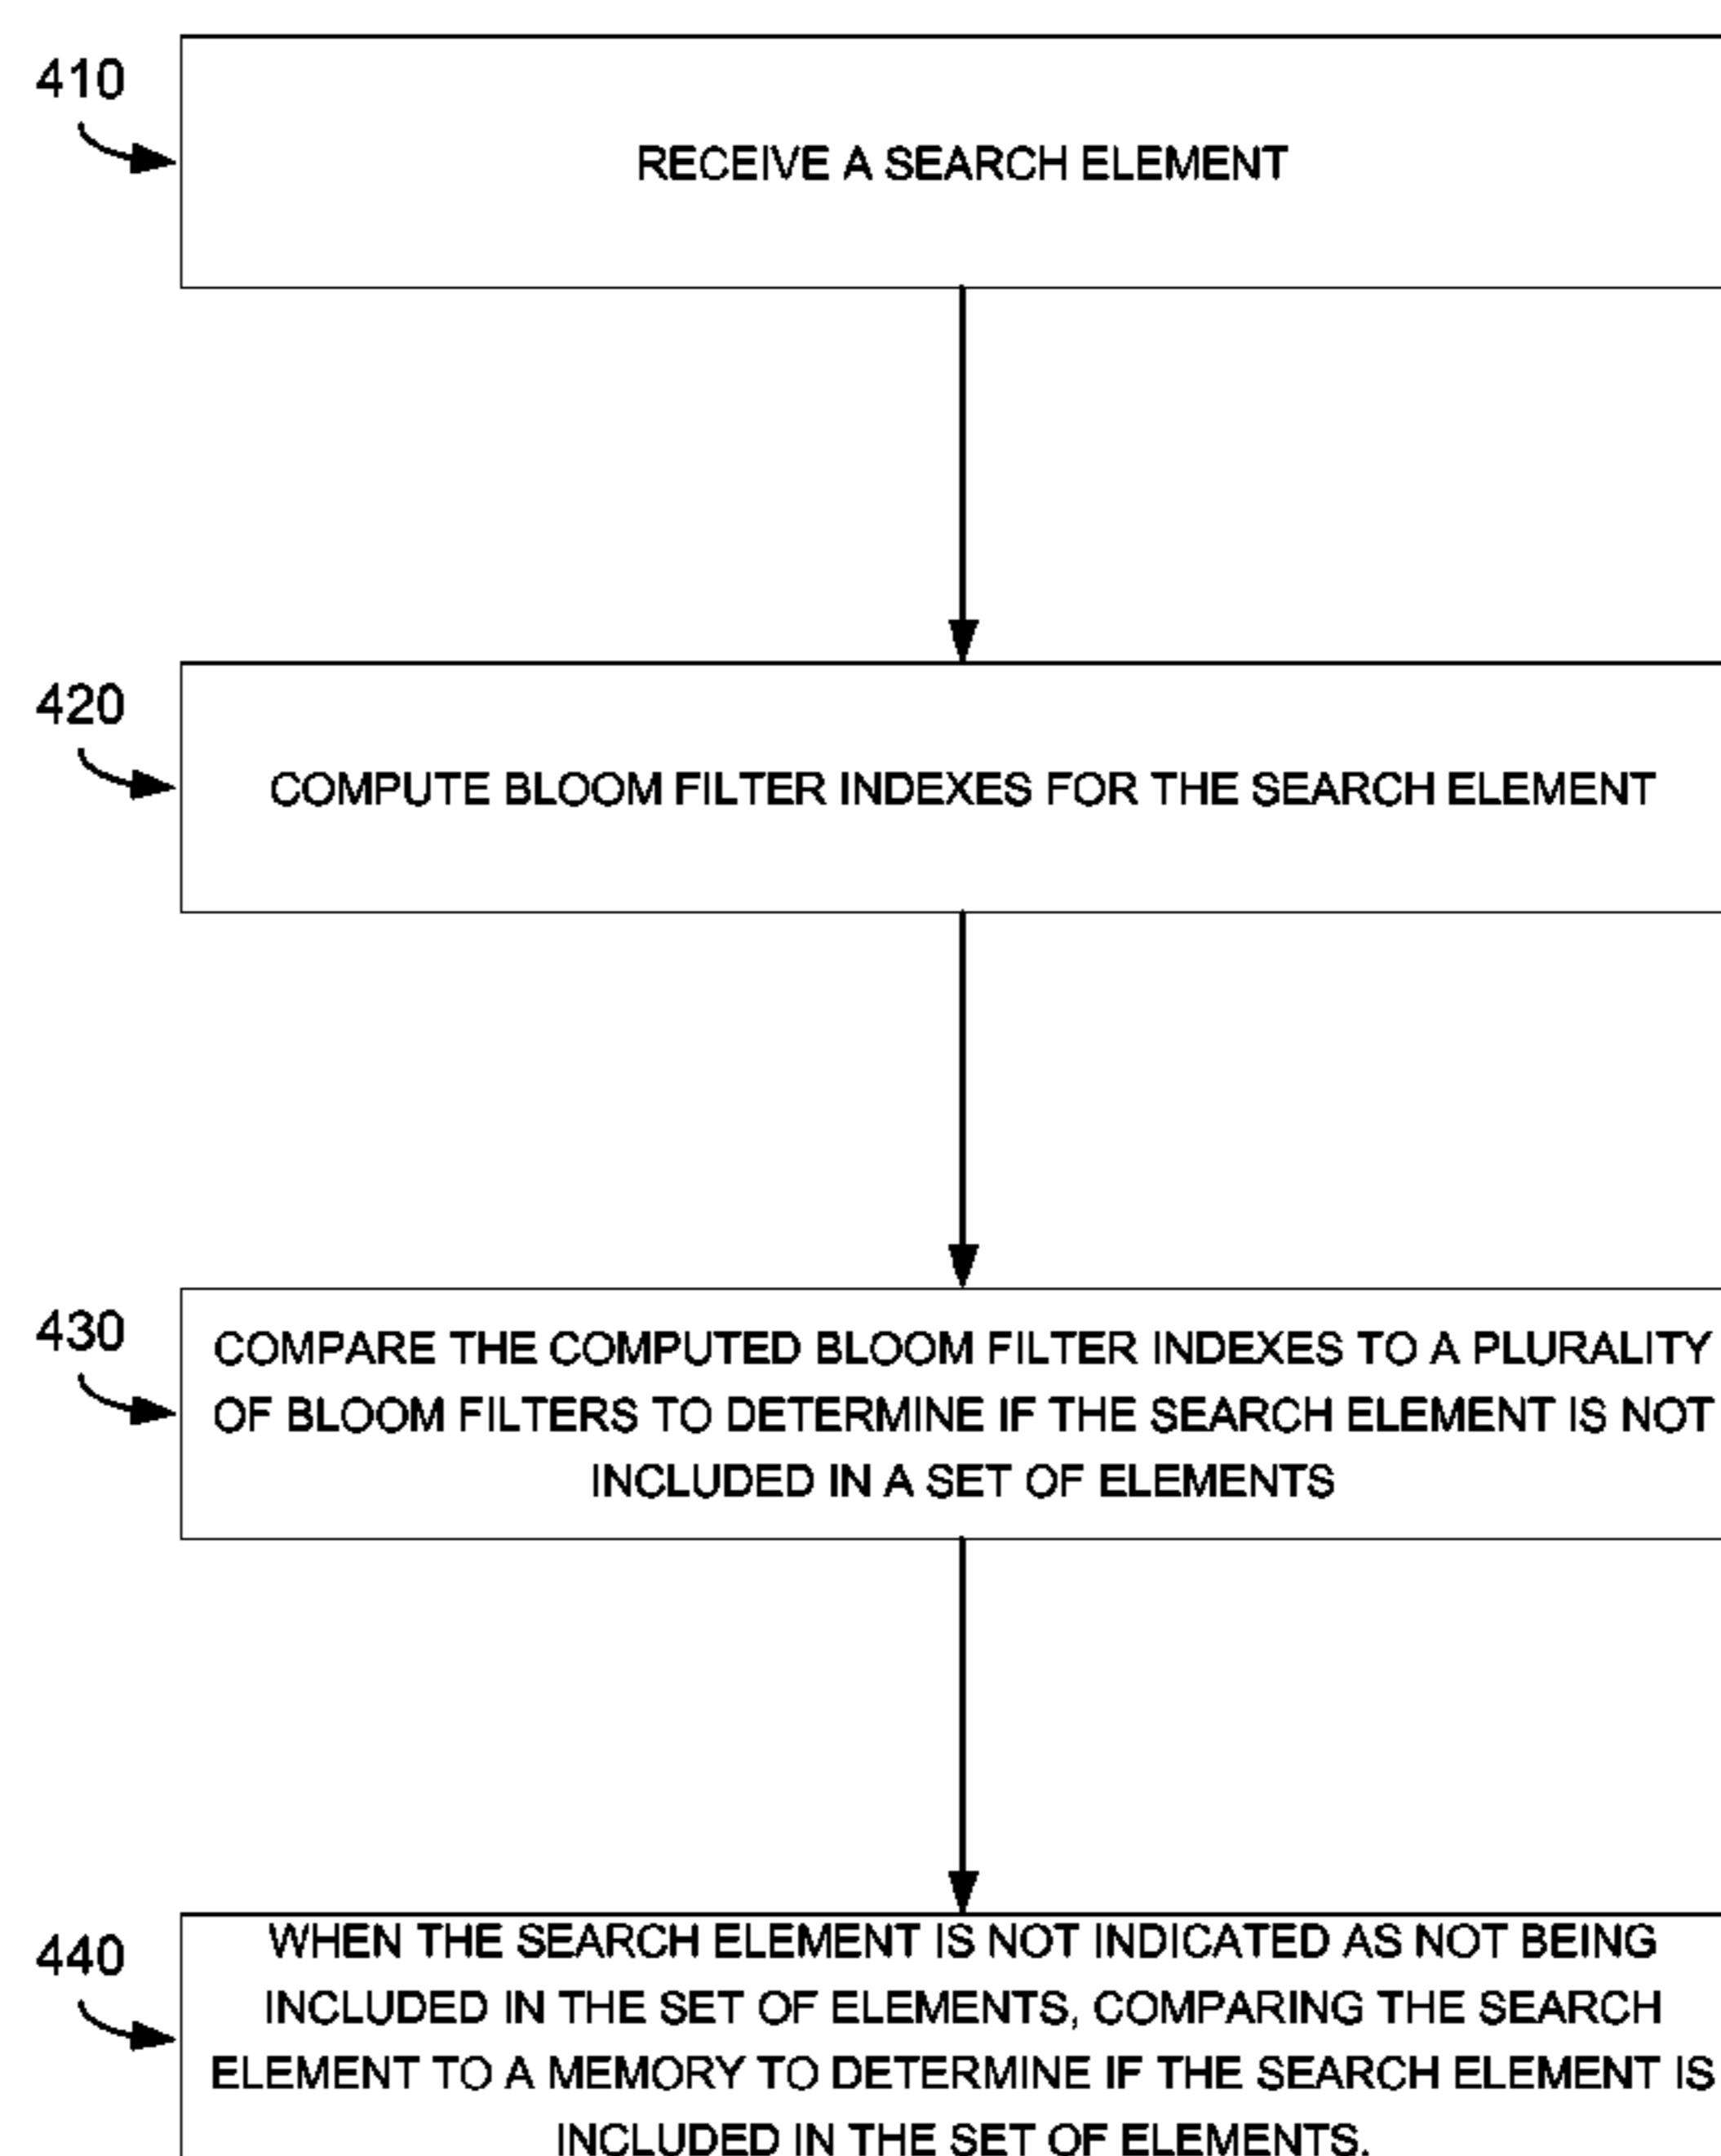 410
RECEIVE A SEARCH ELEMENT
420
COMPUTE BLOOM FILTER INDEXES FOR THE SEARCH ELEMENT
430
COMPARE THE COMPUTED BLOOM FILTER INDEXES TO A PLURALITY
OF BLOOM FILTERS TO DETERMINE IF THE SEARCH ELEMENT IS NOT
INCLUDED IN A SET OF ELEMENTS
440
WHEN THE SEARCH ELEMENT IS NOT INDICATED AS NOT BEING
INCLUDED IN THE SET OF ELEMENTS, COMPARING THE SEARCH
ELEMENT TO A MEMORY TO DETERMINE IF THE SEARCH ELEMENT IS
INCLUDED IN THE SET OF ELEMENTS.